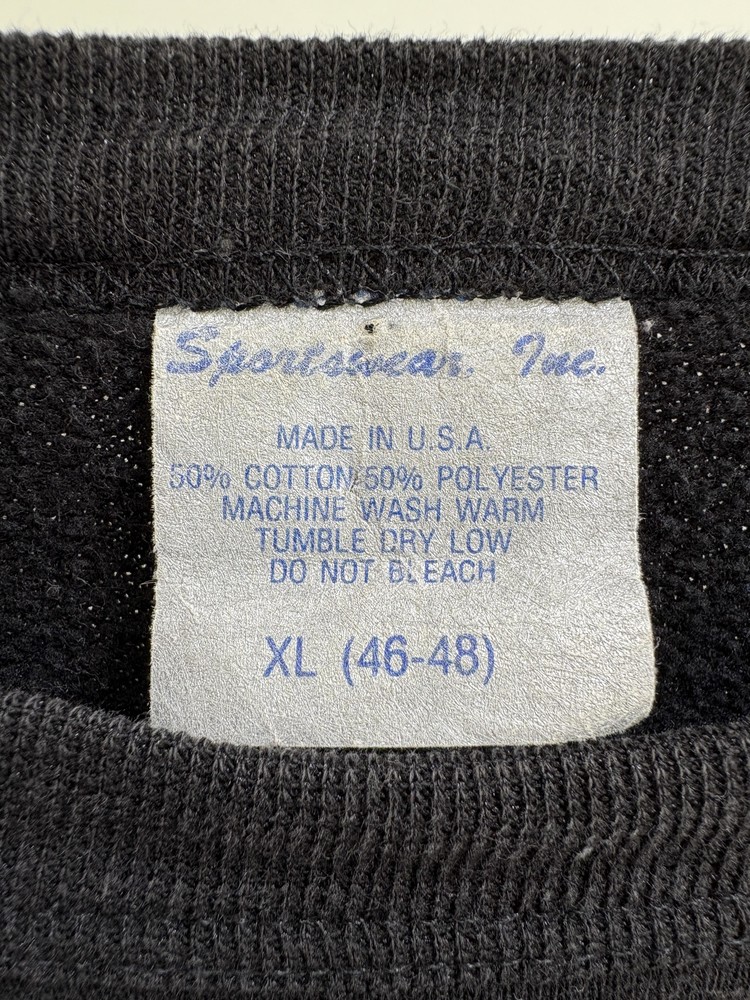 Sportswear. Inc.
MADE IN U.S.A.
50% COTTON/50% POLYESTER
MACHINE WASH WARM
TUMBLE DRY LOW
DO NOT BLEACH
XL (46-48)